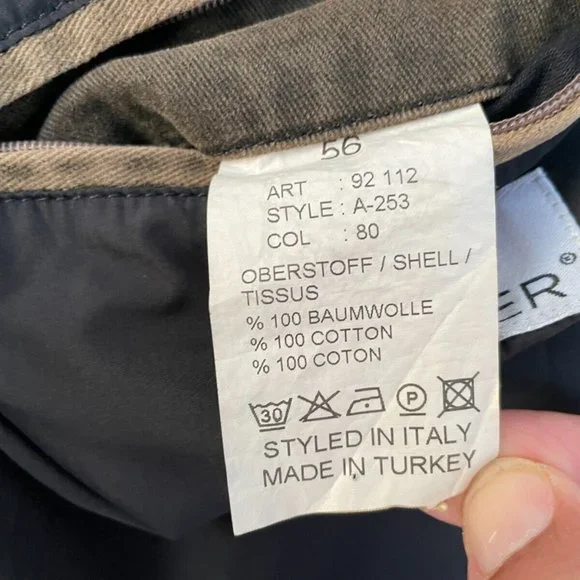 56
ART : 92 112
STYLE : A-253
COL : 80
OBERSTOFF / SHELL /
TISSUS
% 100 BAUMWOLLE
% 100 COTTON
% 100 COTON
30 P
STYLED IN ITALY
MADE IN TURKEY
ER®